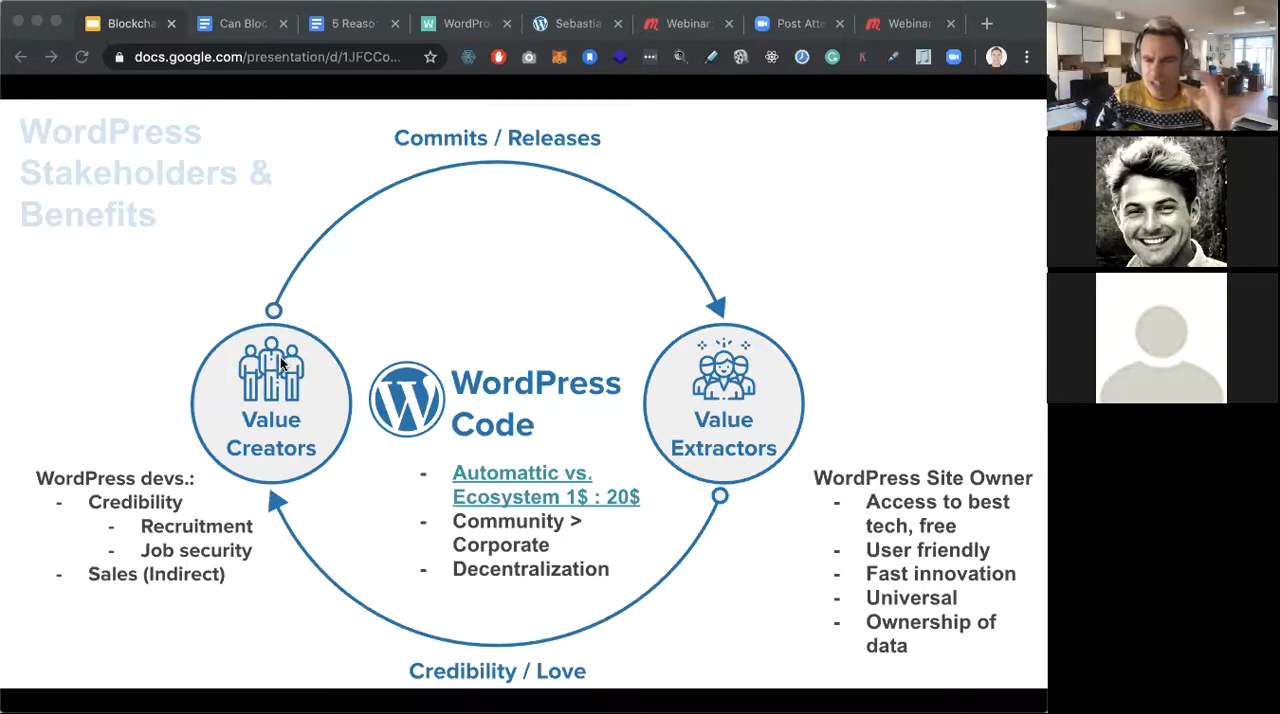 Blockcha
Can Bloc
5 Reaso
WordPro
Sebastia
Webinar
Post Atte
Webinar
docs.google.com/presentation/d/1JFCCo...
WordPress
Stakeholders &
Benefits
Commits / Releases
Value
Creators
WordPress
Code
Value
Extractors
WordPress devs.:
- Credibility
- Recruitment
- Job security
- Sales (Indirect)
- Automattic vs.
Ecosystem 1$ : 20$
- Community >
Corporate
- Decentralization
WordPress Site Owner
- Access to best
tech, free
- User friendly
- Fast innovation
- Universal
- Ownership of
data
Credibility / Love